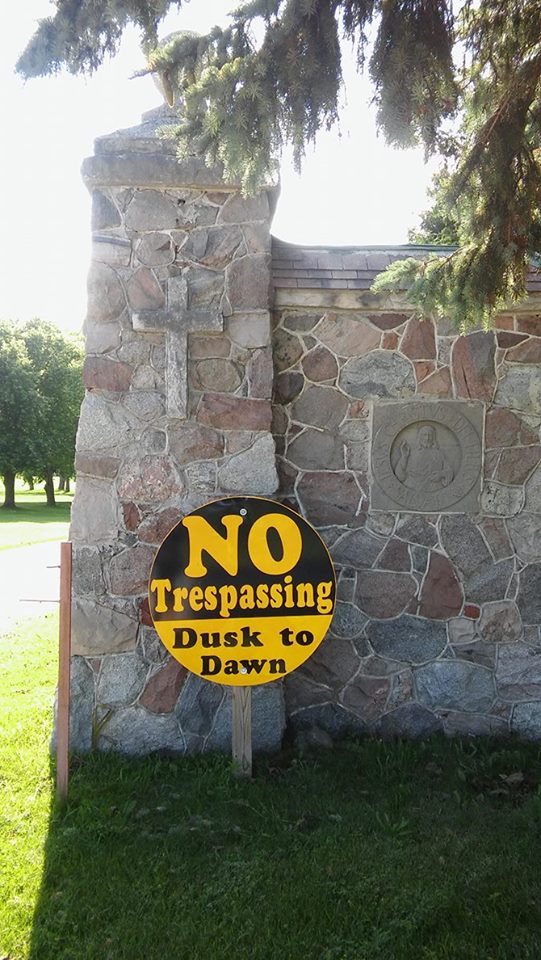 NO
Trespassing
Dusk to
Dawn